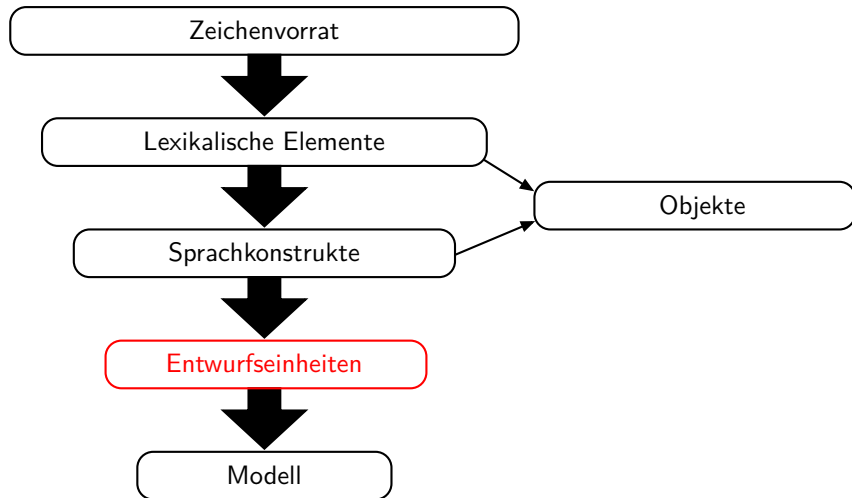 Zeichenvorrat
Lexikalische Elemente
Objekte
Sprachkonstrukte
Entwurfseinheiten
Modell